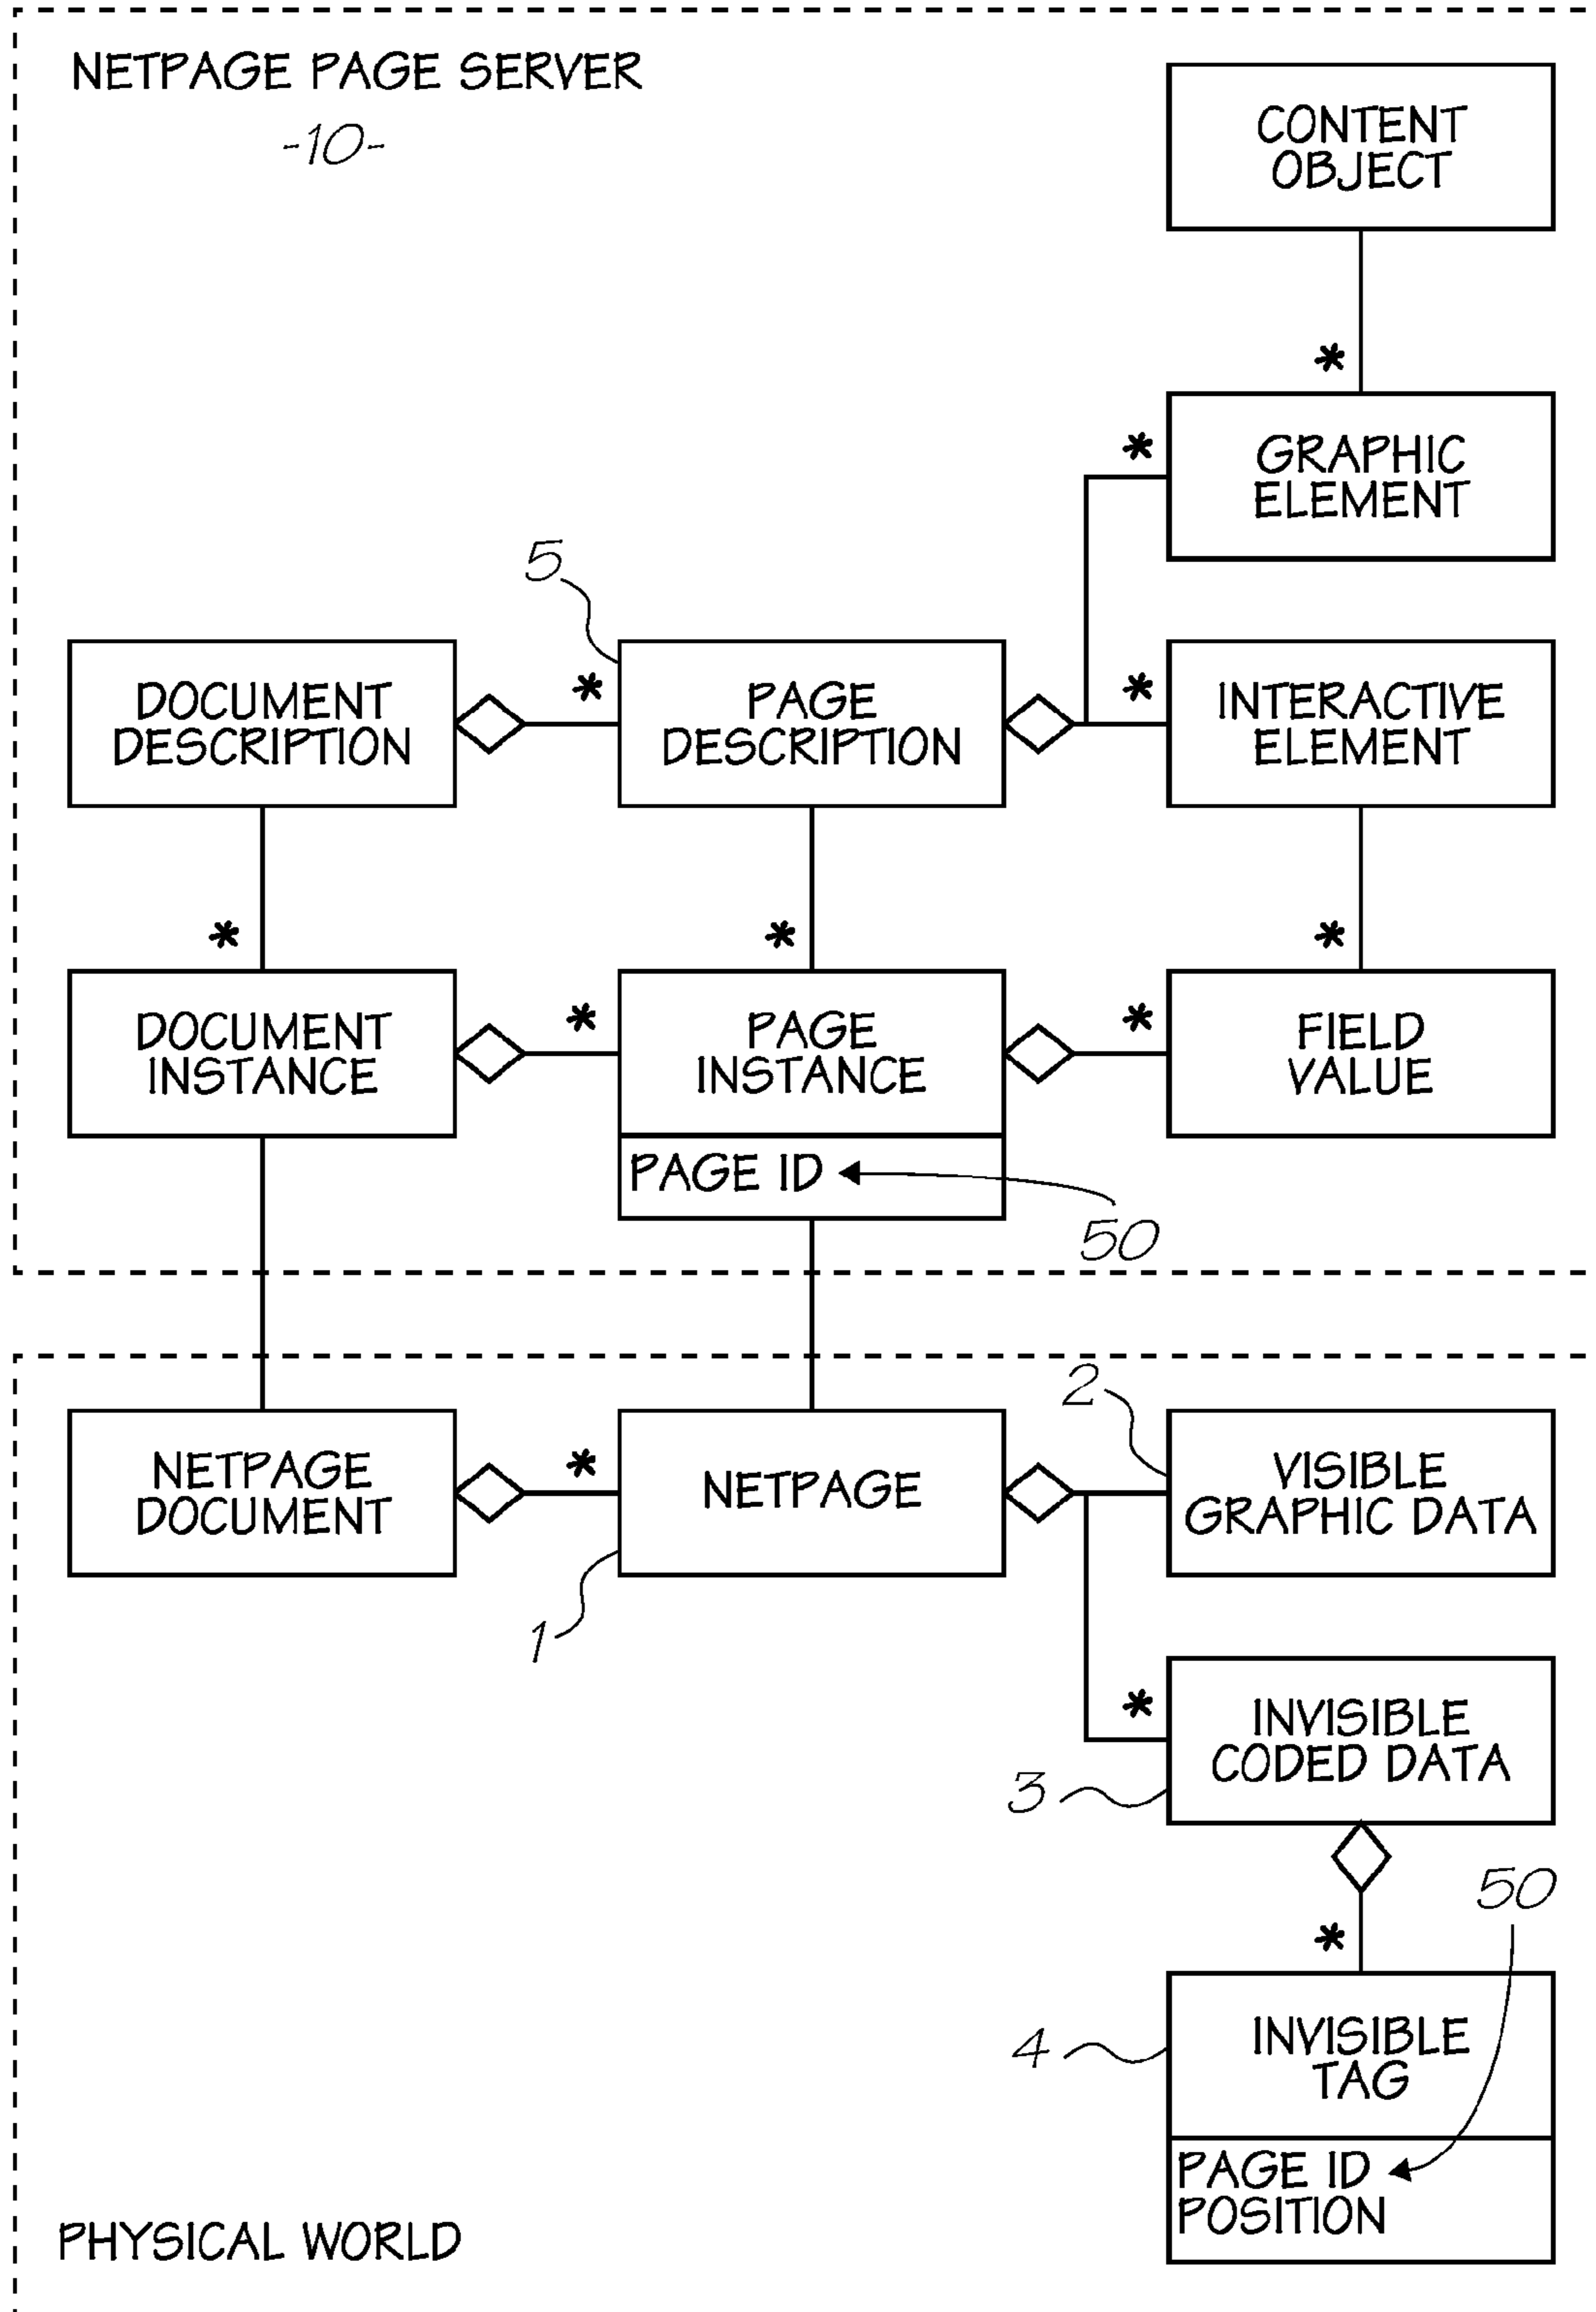 NETPAGE PAGE SERVER
-10-
CONTENT
OBJECT
*
*
GRAPHIC
ELEMENT
5
DOCUMENT
DESCRIPTION
*
PAGE
DESCRIPTION
*
INTERACTIVE
ELEMENT
*
*
*
DOCUMENT
INSTANCE
*
PAGE
INSTANCE
*
FIELD
VALUE
PAGE ID
50
2
NETPAGE
DOCUMENT
*
NETPAGE
VISIBLE
GRAPHIC DATA
1
*
INVISIBLE
CODED DATA
3
50
*
4
INVISIBLE
TAG
PAGE ID
POSITION
PHYSICAL WORLD